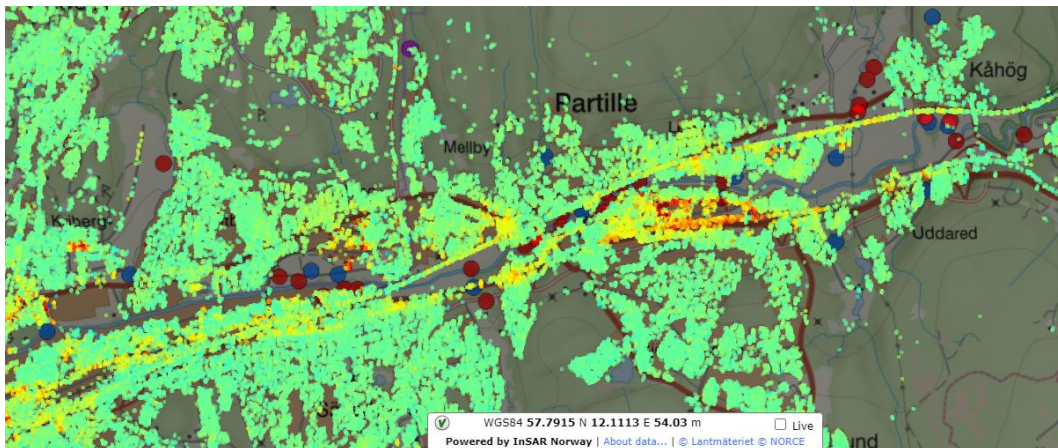 Kåhög
Partille
Mellby
Uddared
WGS84 57.7915 N 12.1113 E 54.03 m
Live
Powered by InSAR Norway | About data... | © Lantmäteriet © NORCE